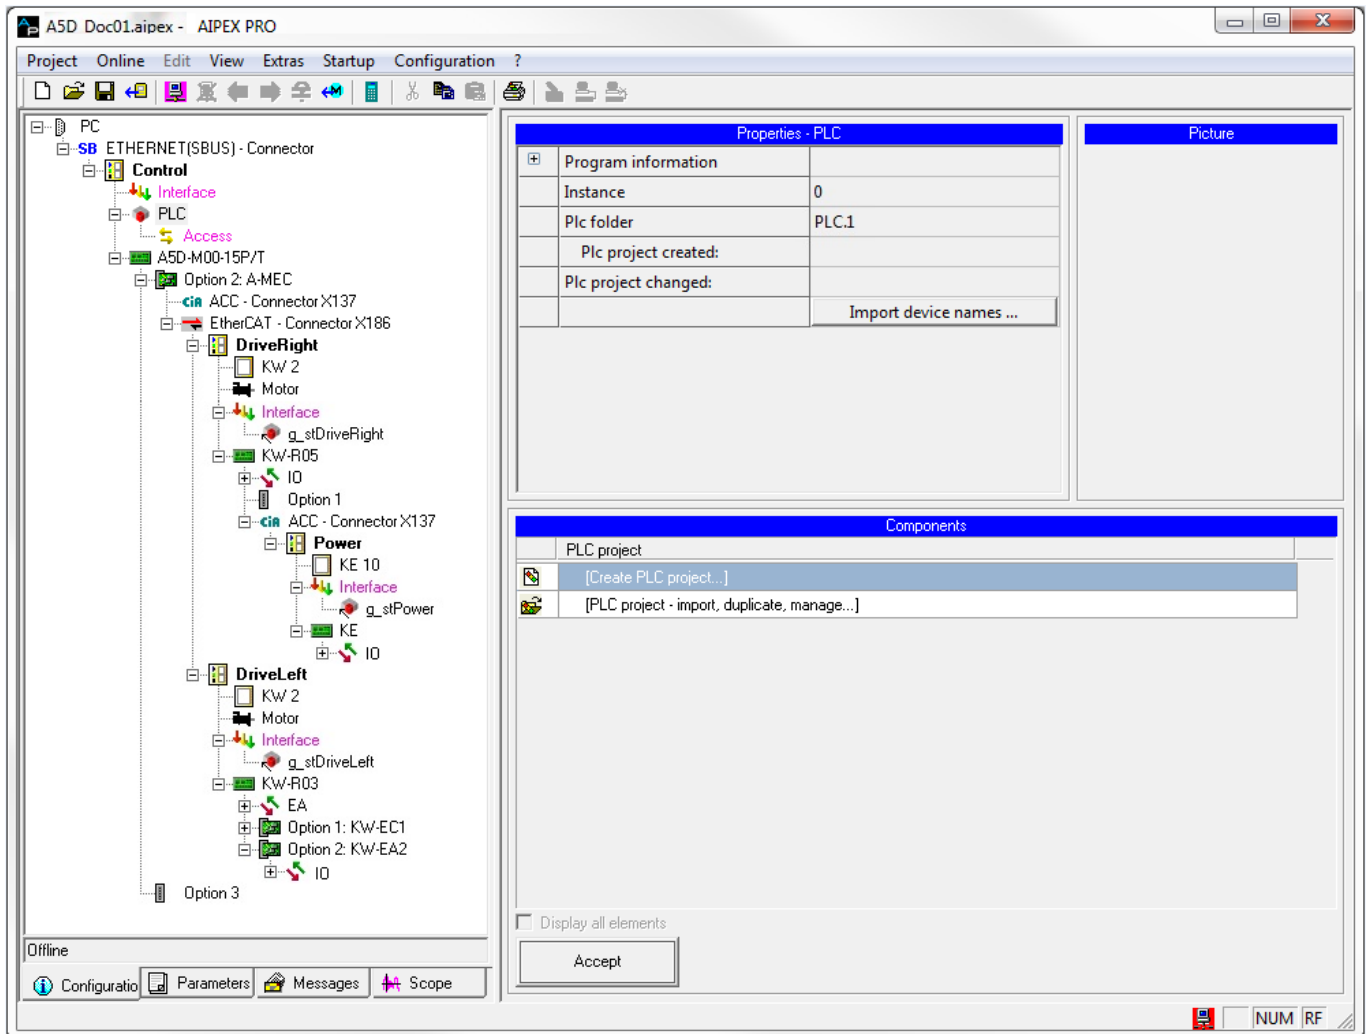 A5D_Doc01.aipex - AIPEX PRO
Project Online Edit View Extras Startup Configuration ?
PC
SB ETHERNET(SBUS) - Connector
Control
Interface
PLC
Access
A5D-M00-15P/T
Option 2: A-MEC
CiA ACC - Connector X137
EtherCAT - Connector X186
DriveRight
KW 2
Motor
Interface
g_stDriveRight
KW-R05
IO
Option 1
CiA ACC - Connector X137
Power
KE 10
Interface
g_stPower
KE
IO
DriveLeft
KW 2
Motor
Interface
g_stDriveLeft
KW-R03
EA
Option 1: KW-EC1
Option 2: KW-EA2
IO
Option 3
Offline
Configuratio Parameters Messages Scope
Properties - PLC
Program information
Instance 0
Plc folder PLC.1
Plc project created:
Plc project changed:
Import device names ...
Picture
Components
PLC project
[Create PLC project...]
[PLC project - import, duplicate, manage...]
Display all elements
Accept
NUM RF